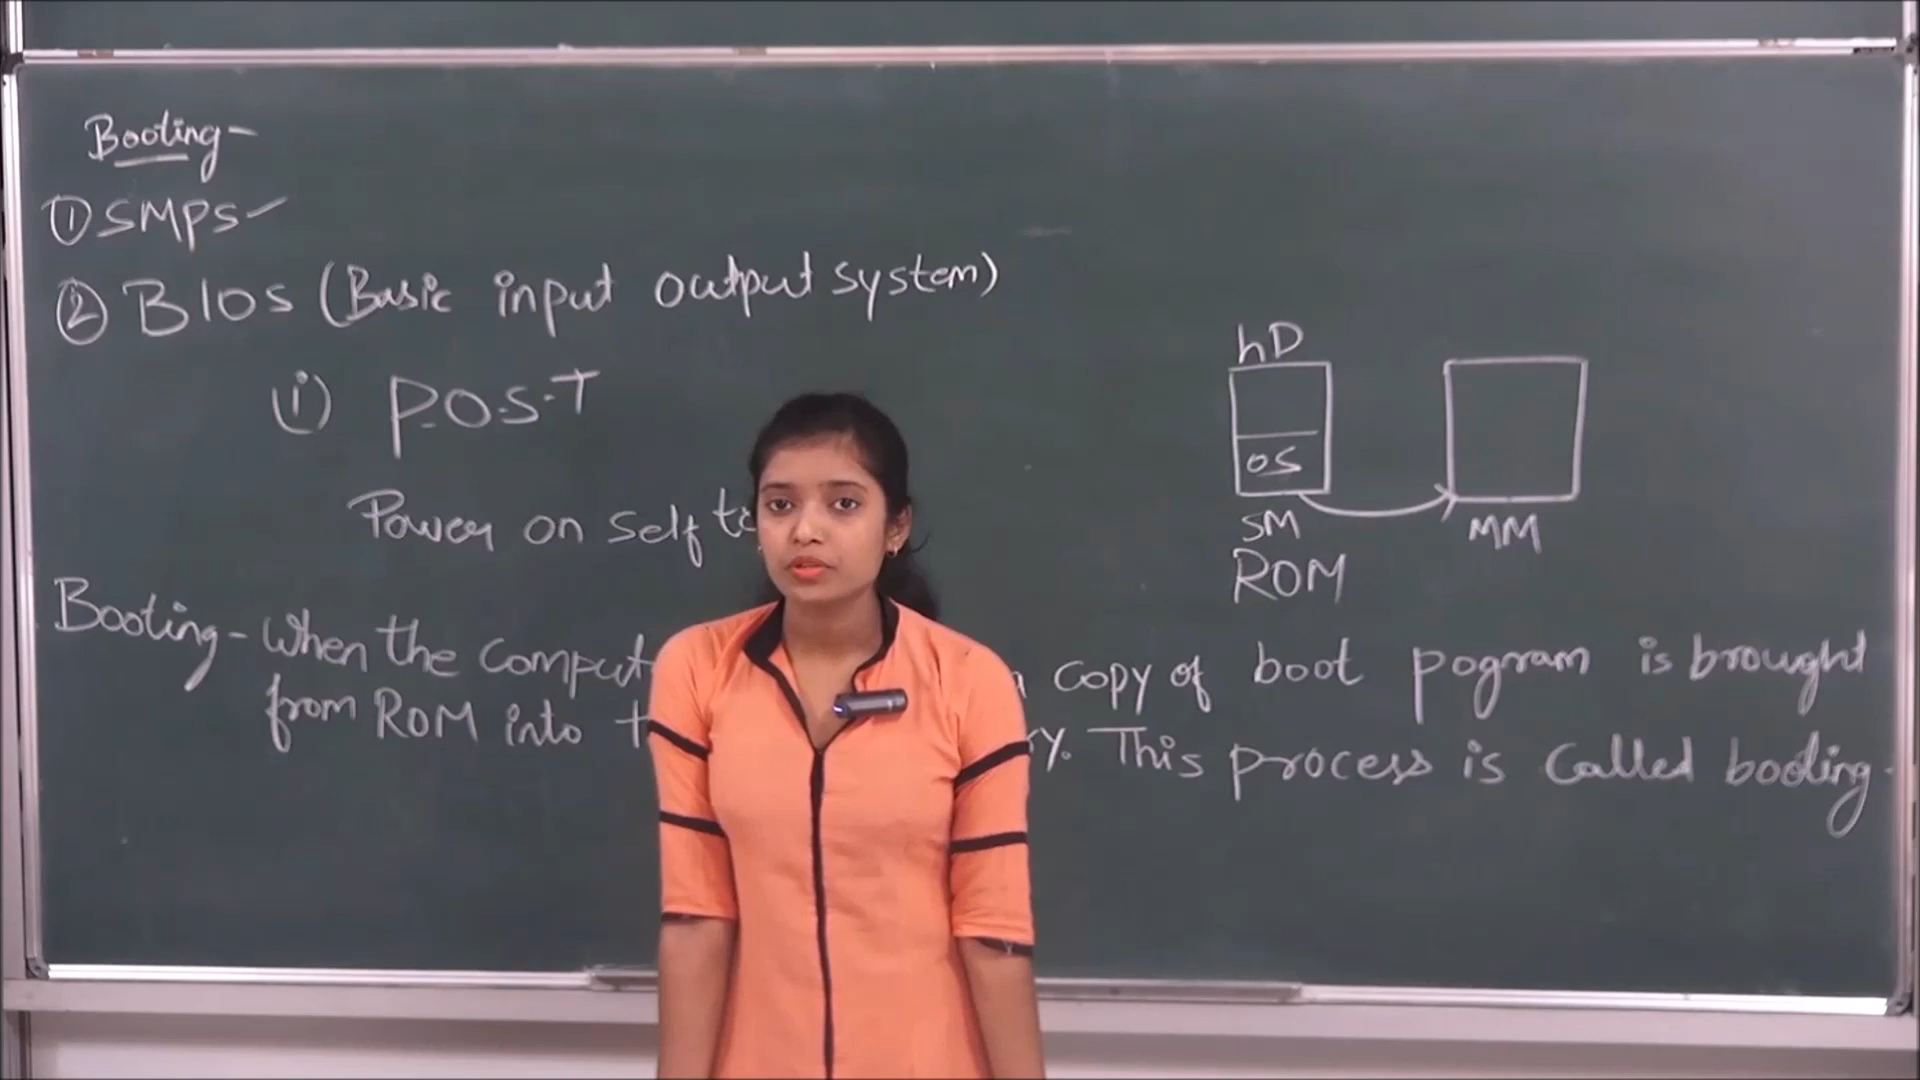 Booting-
① SMPS-
② BIOS (Basic input output system)
i) P.O.S.T
Power on self
Booting - when the copy of boot pogram is brought
from ROM into This process is called booting.
hD
OS
SM
ROM
MM